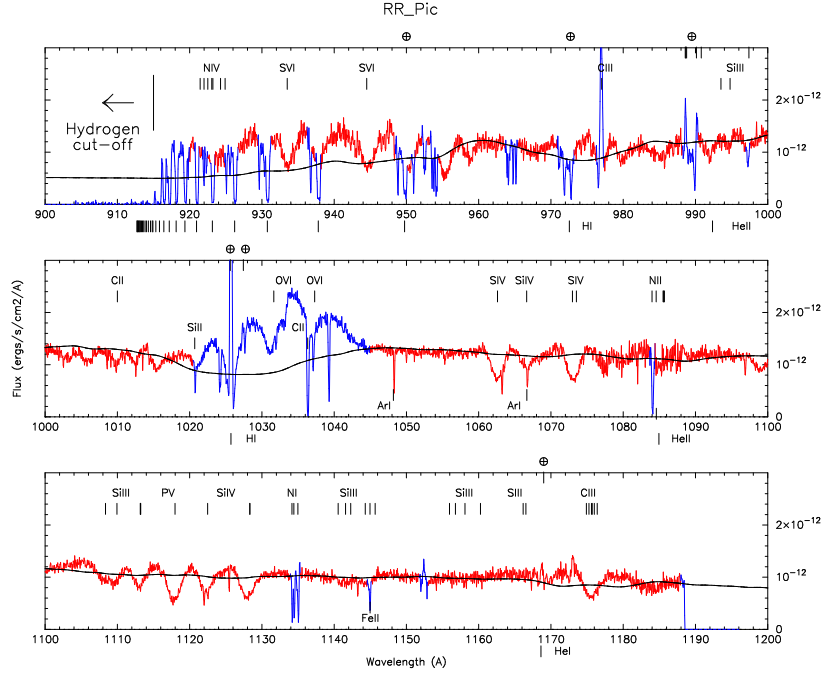 RR_Pic
⊕ ⊕ ⊕
NIV SVI SVI CIII SiIII
Hydrogen
cut-off
2×10⁻¹²
10⁻¹²
0
900 910 920 930 940 950 960 970 980 990 1000
HI HeII
⊕ ⊕
CII OVI OVI SIV SiIV SIV NII
SiII CII
2×10⁻¹²
10⁻¹²
0
ArI ArI
1000 1010 1020 1030 1040 1050 1060 1070 1080 1090 1100
HI HeII
Flux (ergs/s/cm2/A)
⊕
SiIII PV SiIV NI SiIII SiIII SIII CIII
2×10⁻¹²
10⁻¹²
0
FeII
1100 1110 1120 1130 1140 1150 1160 1170 1180 1190 1200
HeI
Wavelength (A)